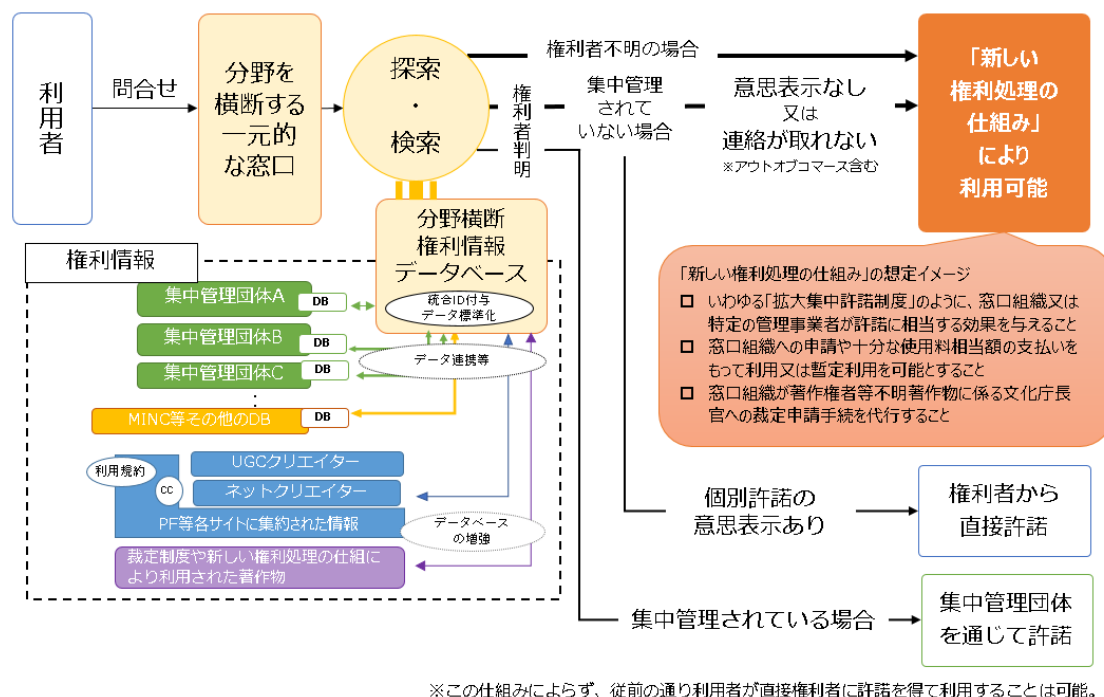 利用者
問合せ
分野を
横断する
一元的
な窓口
探索
・
検索
権利者不明の場合
権利者判明
集中管理
されて
いない場合
意思表示なし
又は
連絡が取れない
※アウトオブコマース含む
「新しい
権利処理の
仕組み」
により
利用可能
分野横断
権利情報
データベース
統合ID付与
データ標準化
権利情報
集中管理団体A
DB
集中管理団体B
DB
集中管理団体C
DB
:
MINC等その他のDB
DB
データ連携等
利用規約
CC
UGCクリエイター
ネットクリエイター
PF等各サイトに集約された情報
データベース
の増強
裁定制度や新しい権利処理の仕組に
より利用された著作物
「新しい権利処理の仕組み」の想定イメージ
□ いわゆる「拡大集中許諾制度」のように、窓口組織又は
特定の管理事業者が許諾に相当する効果を与えること
□ 窓口組織への申請や十分な使用料相当額の支払いを
もって利用又は暫定利用を可能とすること
□ 窓口組織が著作権者等不明著作物に係る文化庁長
官への裁定申請手続を代行すること
個別許諾の
意思表示あり
権利者から
直接許諾
集中管理されている場合
集中管理団体
を通じて許諾
※この仕組みによらず、従前の通り利用者が直接権利者に許諾を得て利用することは可能。